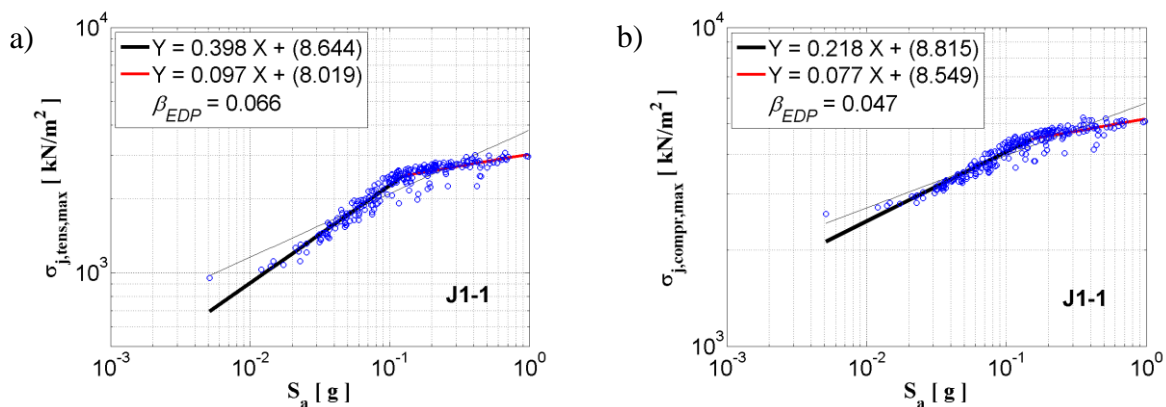 a)
10^4
Y = 0.398 X + (8.644)
Y = 0.097 X + (8.019)
β_EDP = 0.066
σ_j,tens,max [ kN/m^2 ]
10^3
J1-1
10^-3 10^-2 10^-1 10^0
S_a [ g ]
b)
10^4
Y = 0.218 X + (8.815)
Y = 0.077 X + (8.549)
β_EDP = 0.047
σ_j,compr,max [ kN/m^2 ]
J1-1
10^3
10^-3 10^-2 10^-1 10^0
S_a [ g ]